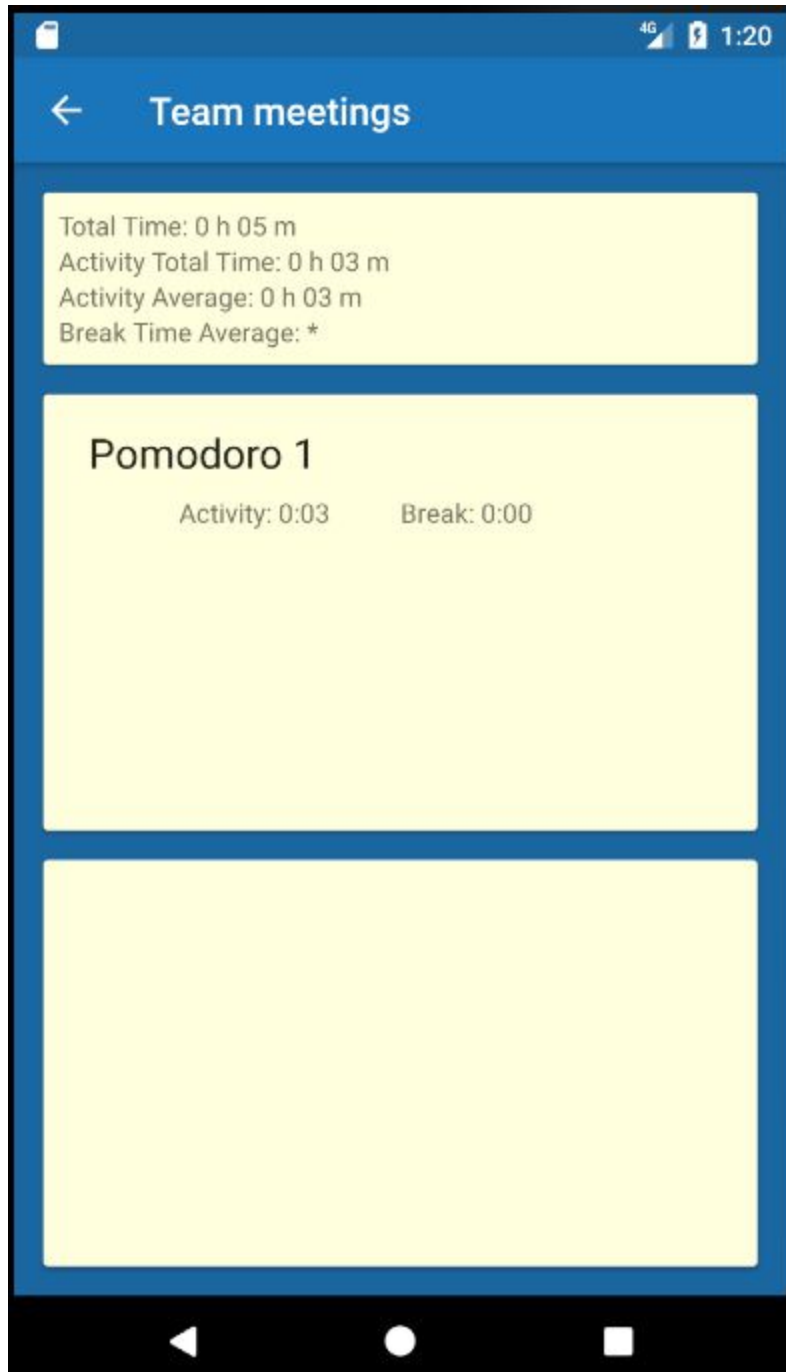 4G 1:20
Team meetings
Total Time: 0 h 05 m
Activity Total Time: 0 h 03 m
Activity Average: 0 h 03 m
Break Time Average: *
Pomodoro 1
Activity: 0:03 Break: 0:00